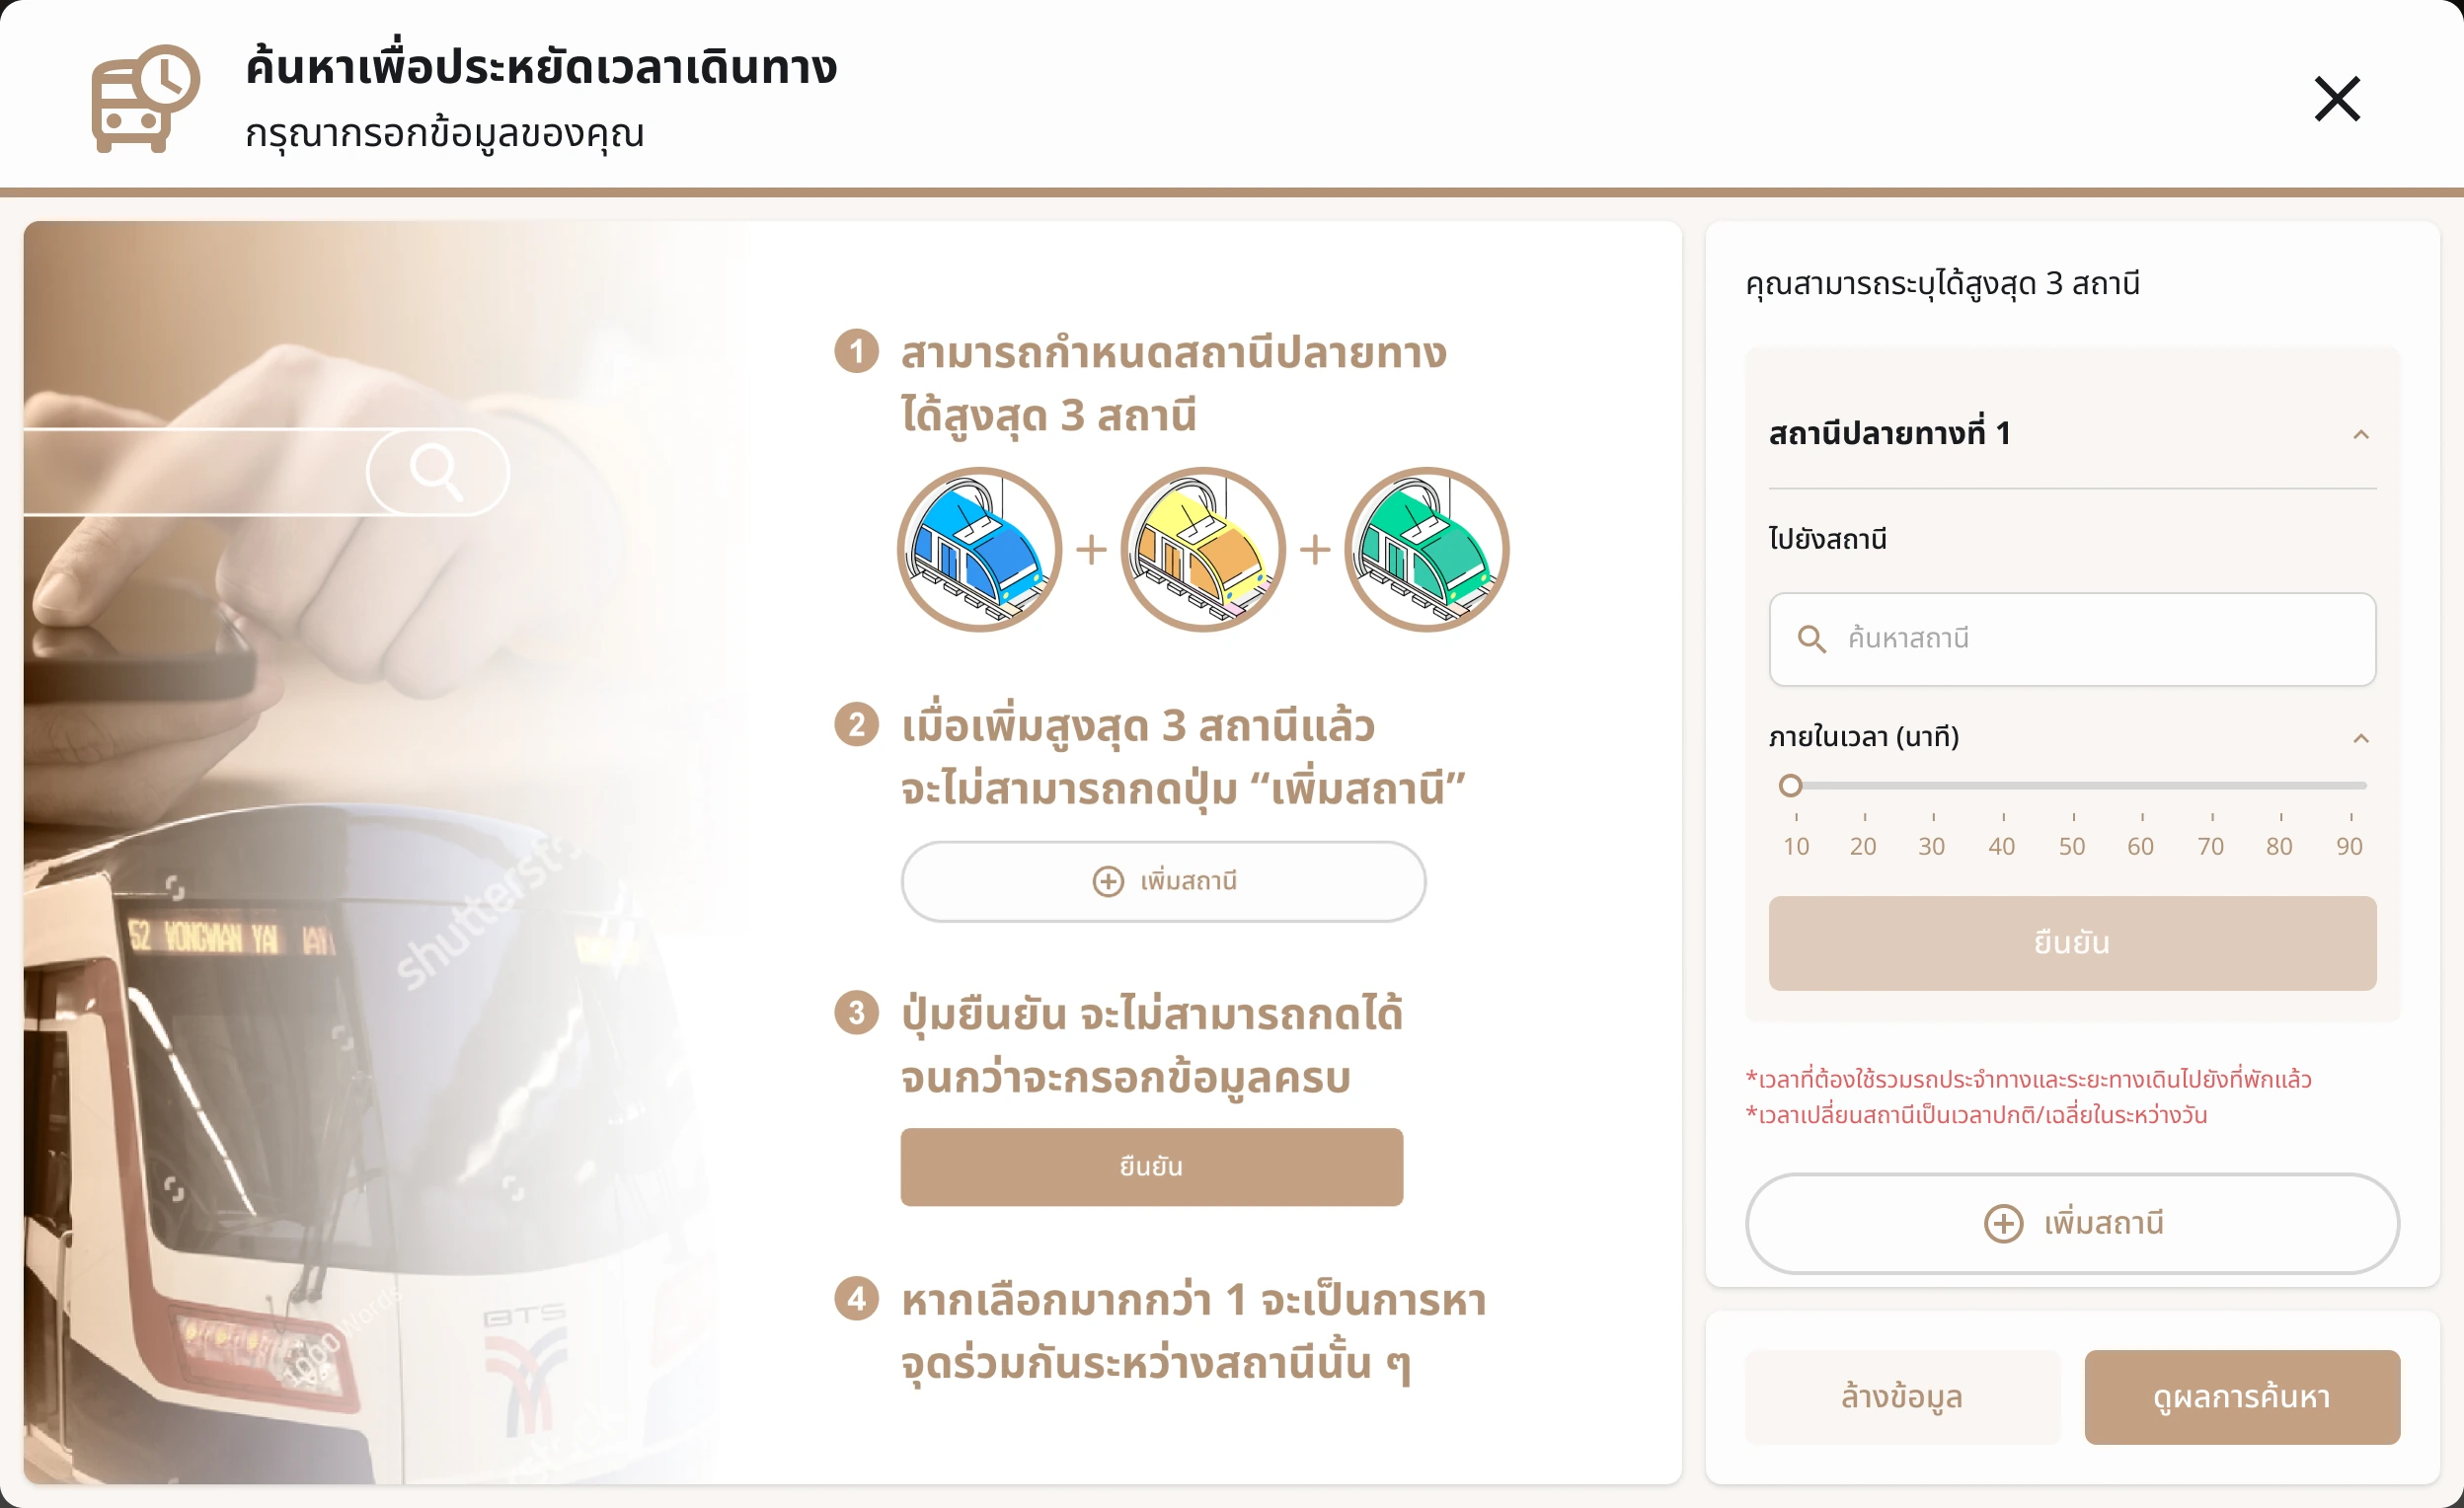 ค้นหาเพื่อประหยัดเวลาเดินทาง
กรุณากรอกข้อมูลของคุณ
1 สามารถกำหนดสถานีปลายทาง
ได้สูงสุด 3 สถานี
2 เมื่อเพิ่มสูงสุด 3 สถานีแล้ว
จะไม่สามารถกดปุ่ม “เพิ่มสถานี”
เพิ่มสถานี
3 ปุ่มยืนยัน จะไม่สามารถกดได้
จนกว่าจะกรอกข้อมูลครบ
ยืนยัน
4 หากเลือกมากกว่า 1 จะเป็นการหา
จุดร่วมกันระหว่างสถานีนั้น ๆ
52 WONGWIAN YAI
shutterst
000 Words
BTS
คุณสามารถระบุได้สูงสุด 3 สถานี
สถานีปลายทางที่ 1
ไปยังสถานี
ค้นหาสถานี
ภายในเวลา (นาที)
10 20 30 40 50 60 70 80 90
ยืนยัน
*เวลาที่ต้องใช้รวมรถประจำทางและระยะทางเดินไปยังที่พักแล้ว
*เวลาเปลี่ยนสถานีเป็นเวลาปกติ/เฉลี่ยในระหว่างวัน
เพิ่มสถานี
ล้างข้อมูล
ดูผลการค้นหา